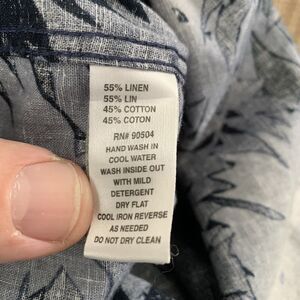 55% LINEN
55% LIN
45% COTTON
45% COTON
RN# 90504
HAND WASH IN
COOL WATER
WASH INSIDE OUT
WITH MILD
DETERGENT
DRY FLAT
COOL IRON REVERSE
AS NEEDED
DO NOT DRY CLEAN